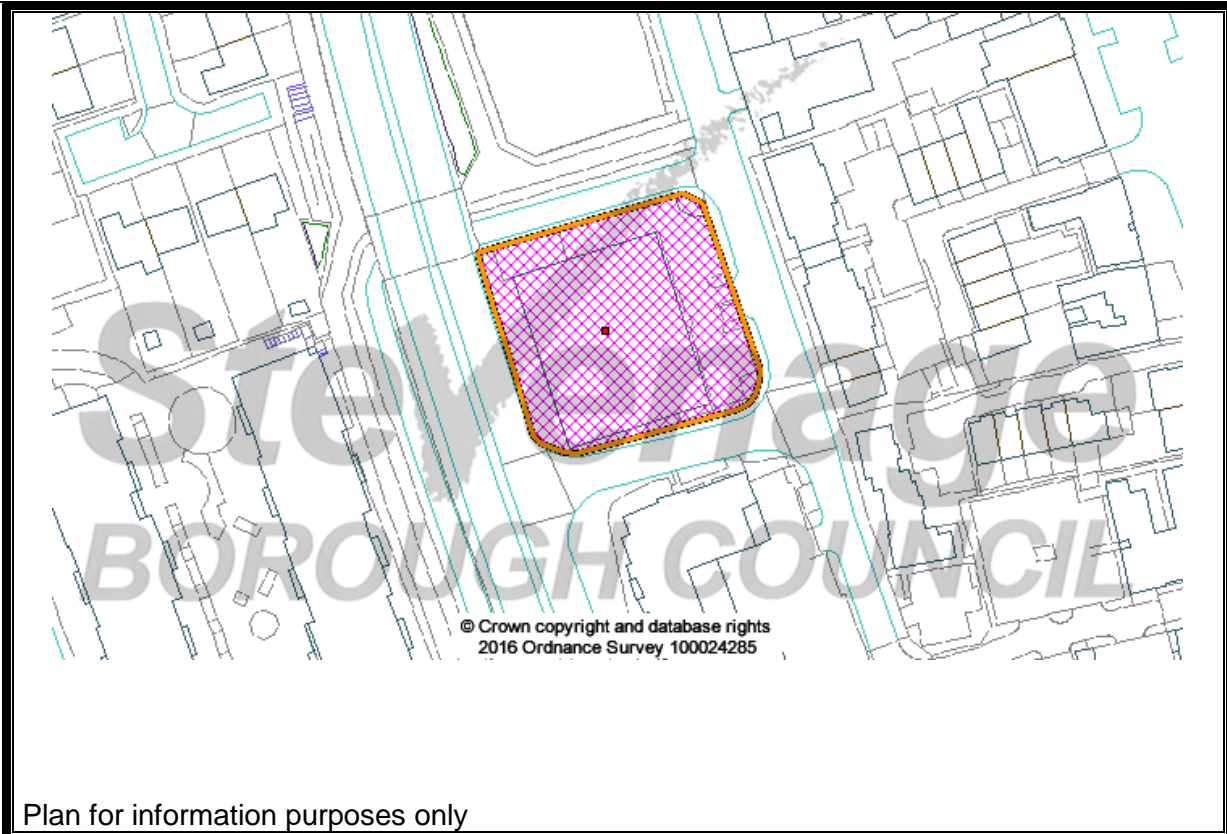 Stevenage
BOROUGH COUNCIL
© Crown copyright and database rights
2016 Ordnance Survey 100024285
Plan for information purposes only